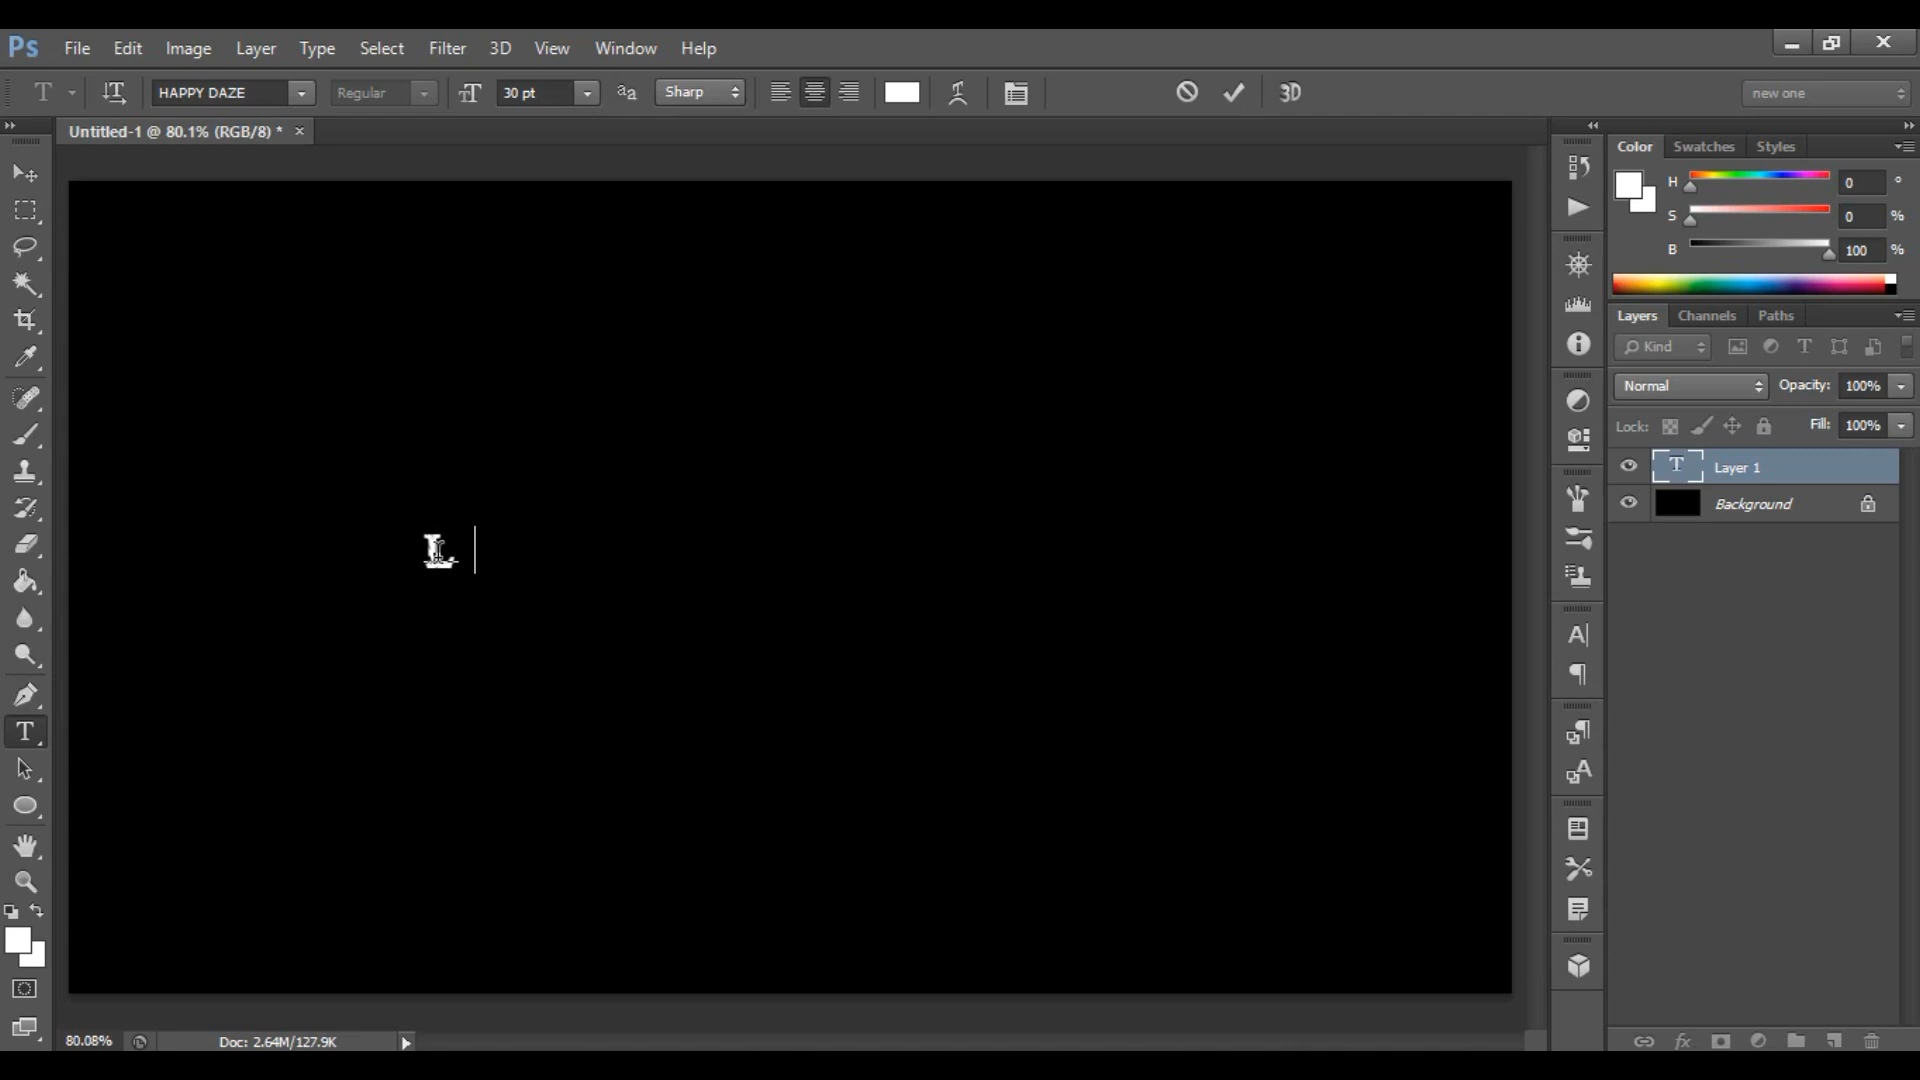 Ps File Edit Image Layer Type Select Filter 3D View Window Help
T HAPPY DAZE Regular 30 pt aa Sharp 3D new one
Untitled-1 @ 80.1% (RGB/8) * ×
Color Swatches Styles
H 0 °
S 0 %
B 100 %
Layers Channels Paths
Kind
Normal Opacity: 100%
Lock: Fill: 100%
Layer 1
Background
L
80.08% Doc: 2.64M/127.9K